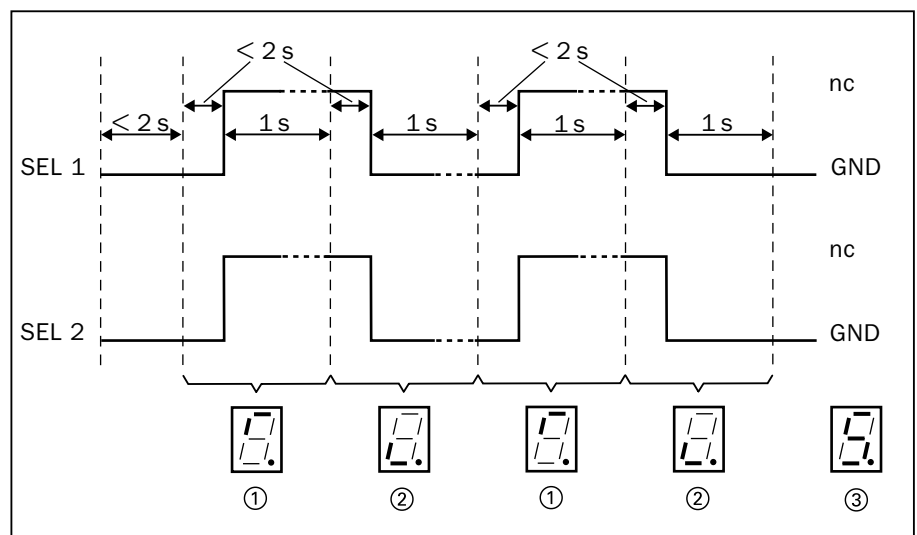 < 2 s < 2 s
nc
< 2 s 1 s 1 s 1 s 1 s
SEL 1 GND
nc
SEL 2 GND
① ② ① ② ③